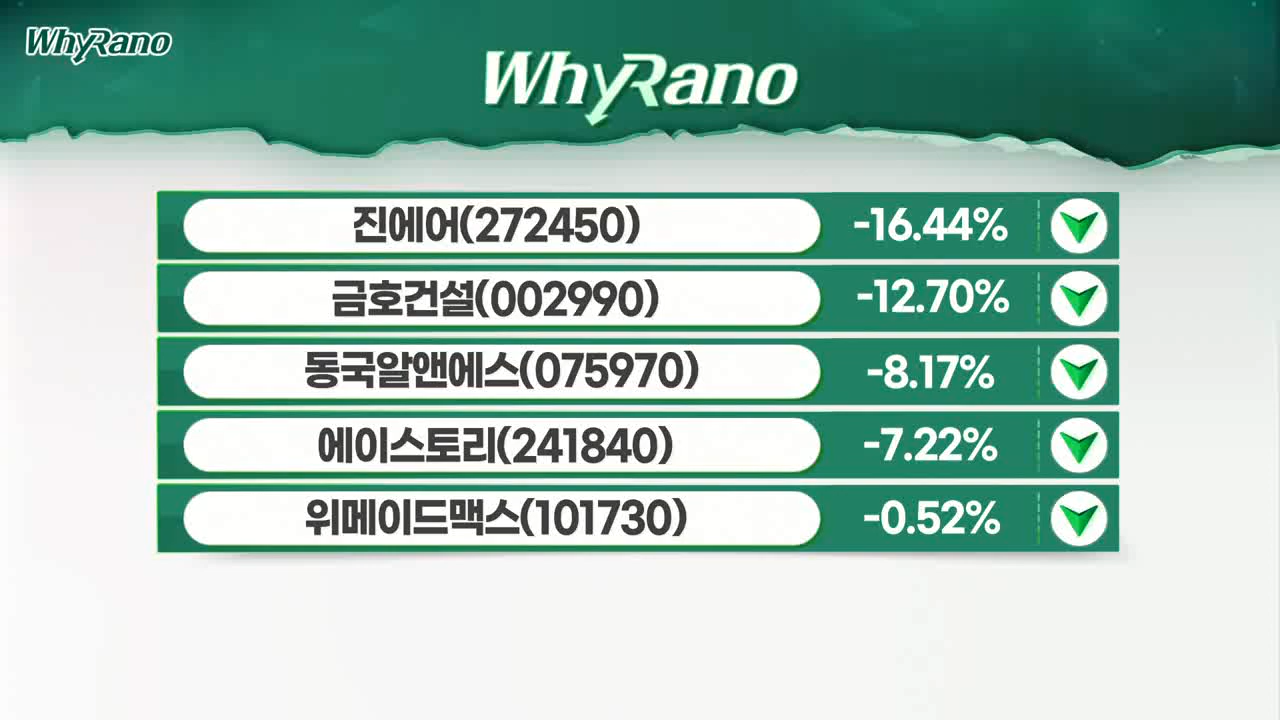 WhyRano
WhyRano
진에어(272450) -16.44%
금호건설(002990) -12.70%
동국알앤에스(075970) -8.17%
에이스토리(241840) -7.22%
위메이드맥스(101730) -0.52%